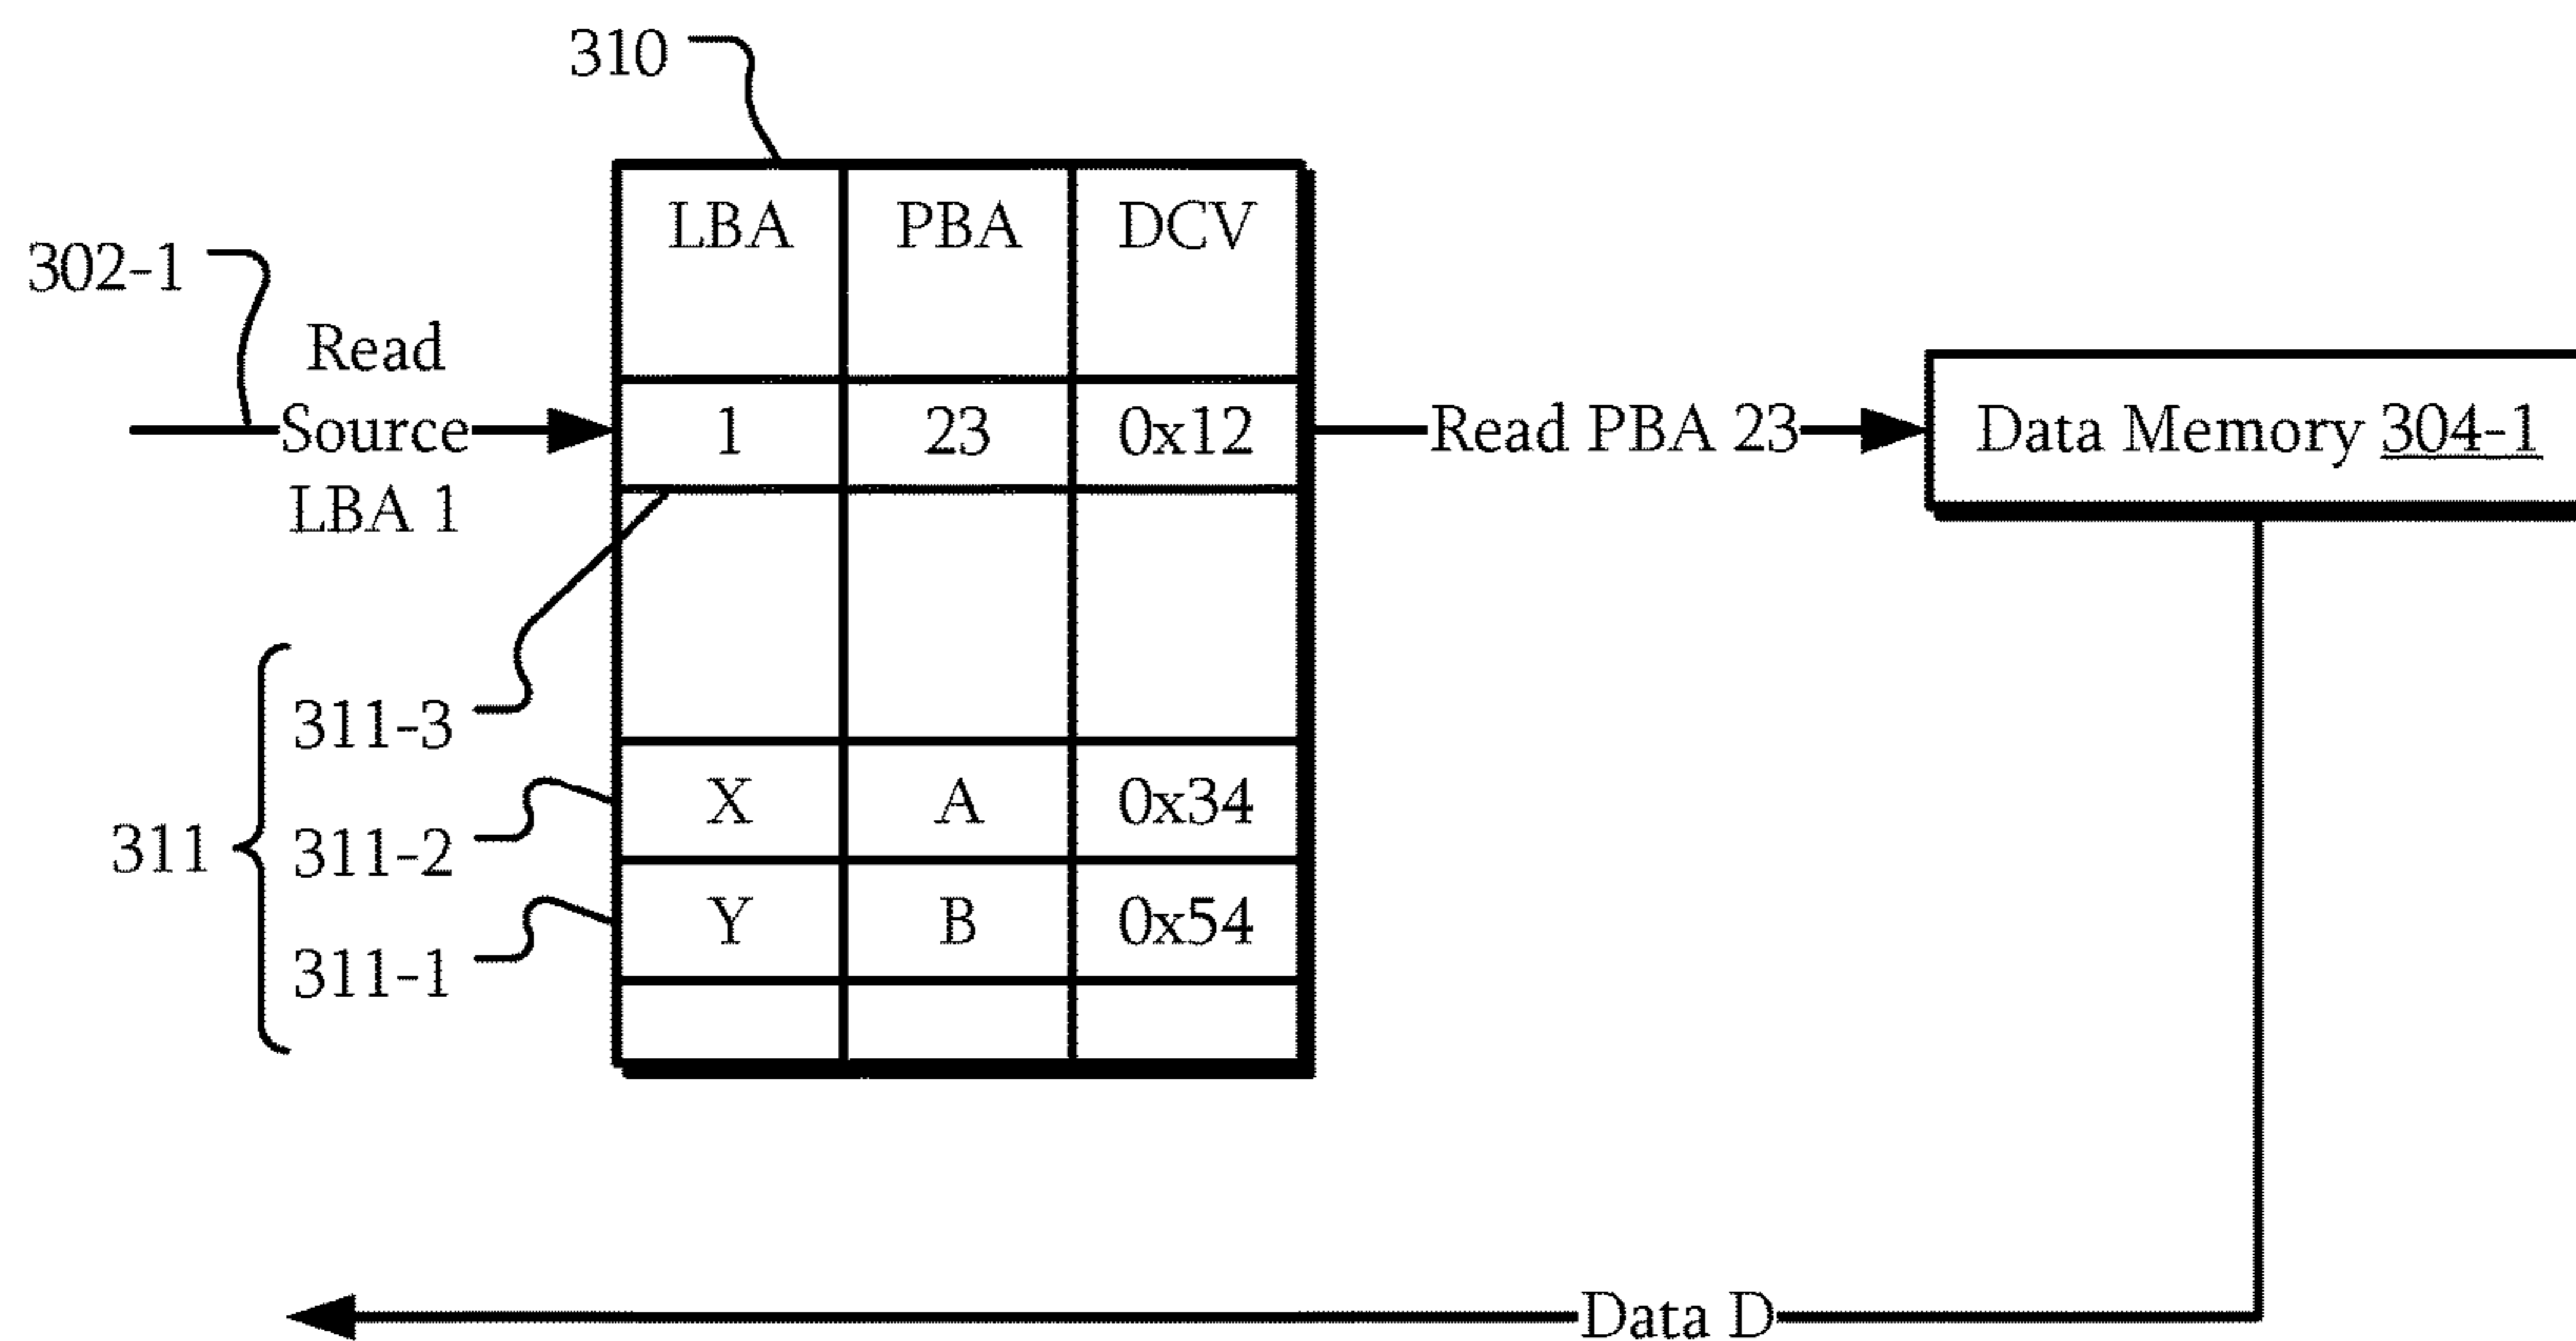 310
LBA PBA DCV
302-1
Read
Source
LBA 1
1 23 0x12
Read PBA 23
Data Memory 304-1
311-3
X A 0x34
311
311-2
Y B 0x54
311-1
Data D